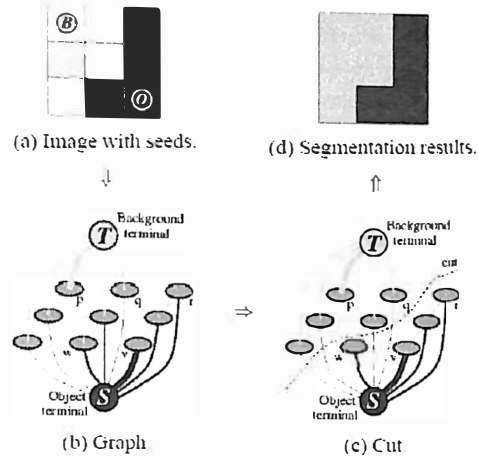 B
O
(a) Image with seeds.
(d) Segmentation results.
Background
terminal
T
p
q
r
w
v
Object
terminal
S
(b) Graph
Background
terminal
T
cut
p
q
r
w
v
Object
terminal
S
(c) Cut.